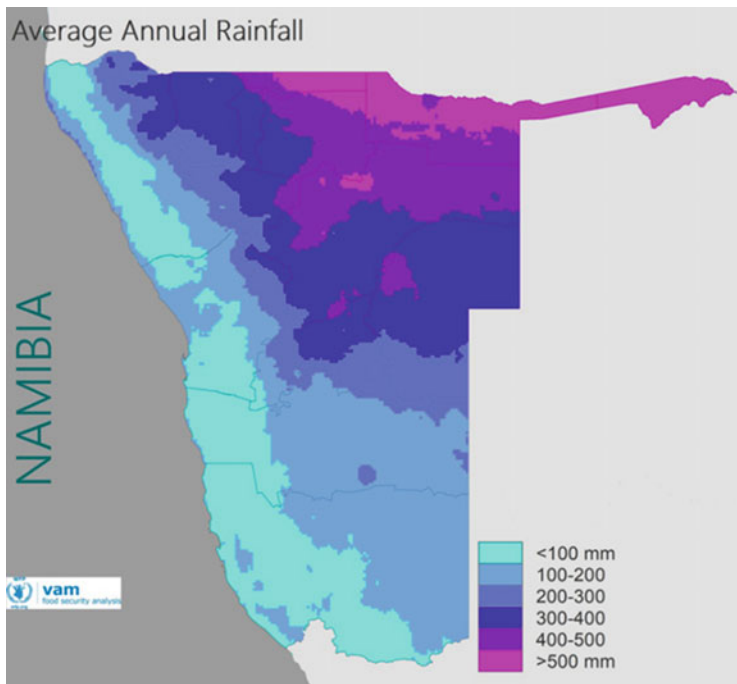 Average Annual Rainfall
NAMIBIA
vam
food security analysis
<100 mm
100-200
200-300
300-400
400-500
>500 mm